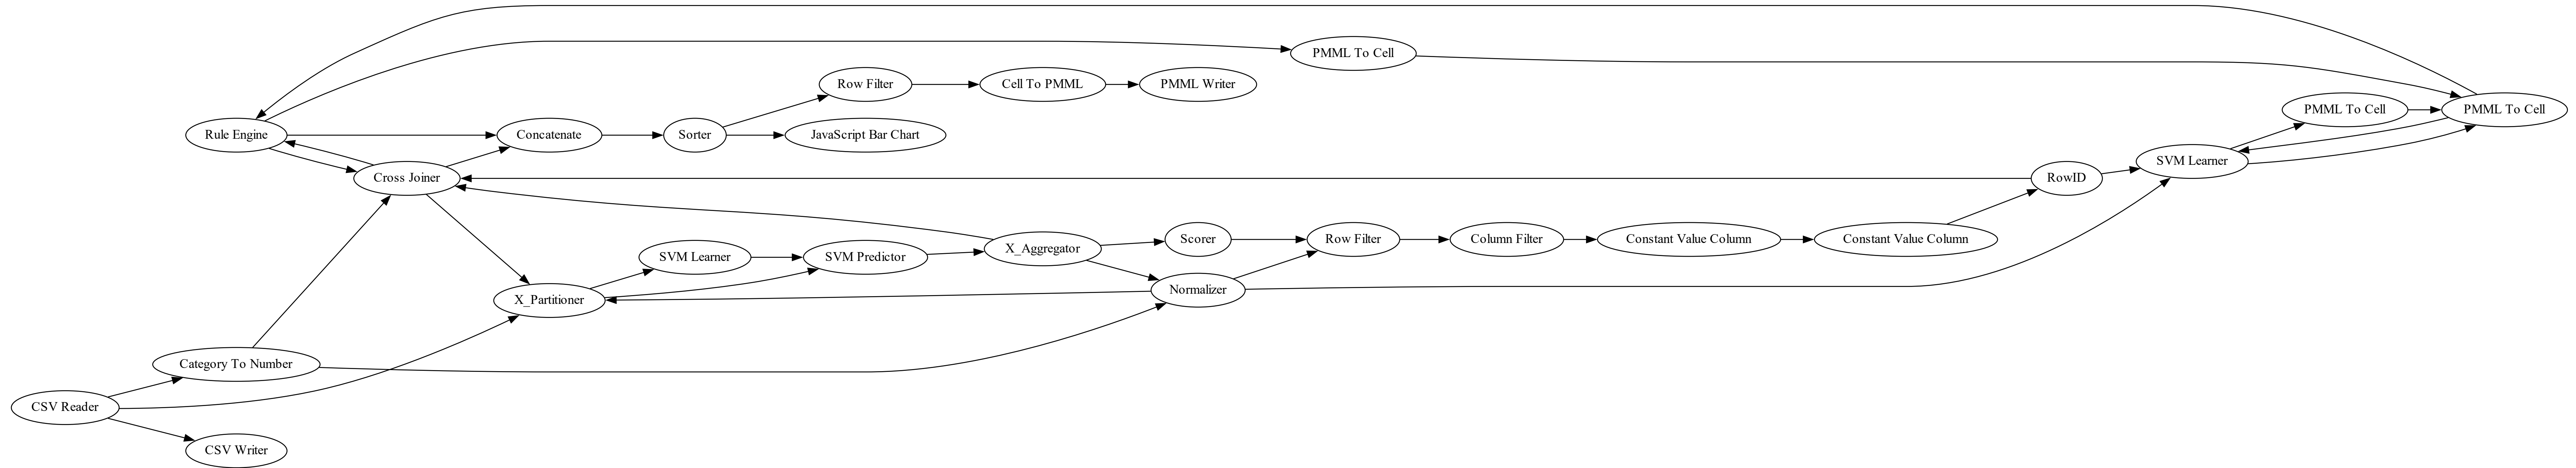 PMML To Cell
Row Filter
Cell To PMML
PMML Writer
PMML To Cell
PMML To Cell
Rule Engine
Concatenate
Sorter
JavaScript Bar Chart
SVM Learner
Cross Joiner
RowID
X_Aggregator
Scorer
Row Filter
Column Filter
Constant Value Column
Constant Value Column
SVM Learner
SVM Predictor
X_Partitioner
Normalizer
Category To Number
CSV Reader
CSV Writer